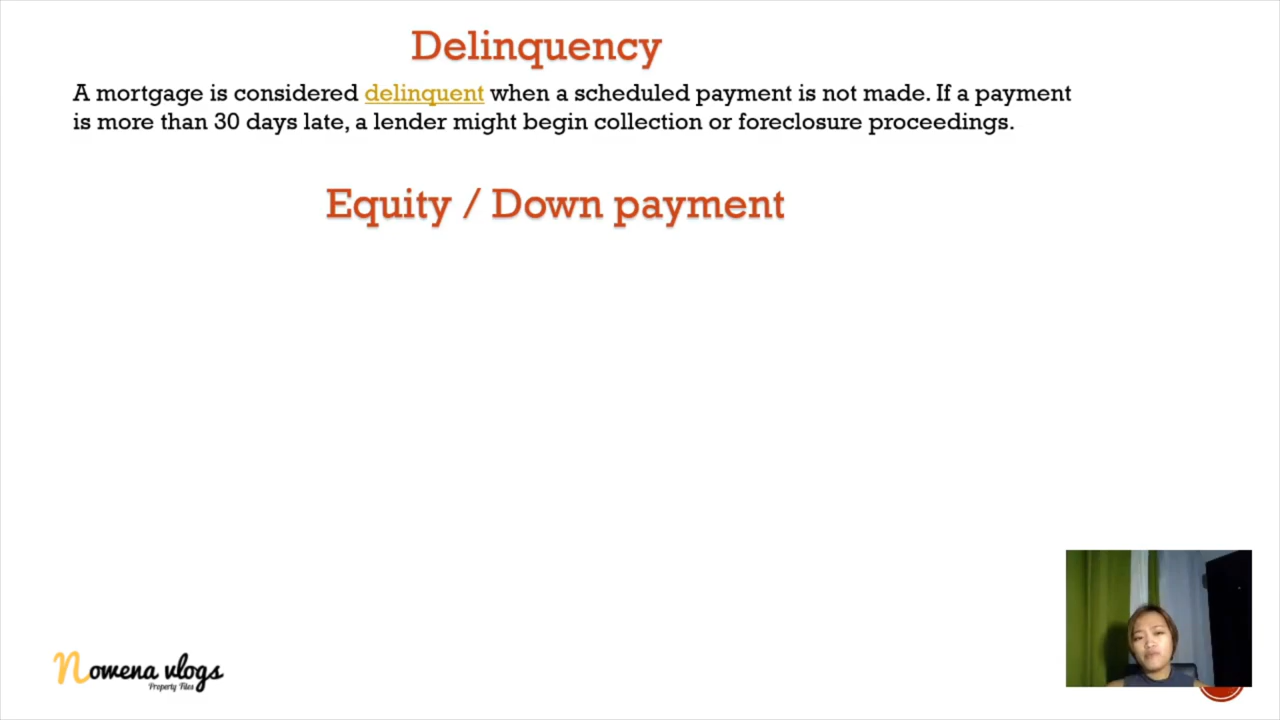 Delinquency
A mortgage is considered delinquent when a scheduled payment is not made. If a payment
is more than 30 days late, a lender might begin collection or foreclosure proceedings.
Equity / Down payment
Nowena vlogs
Property Files